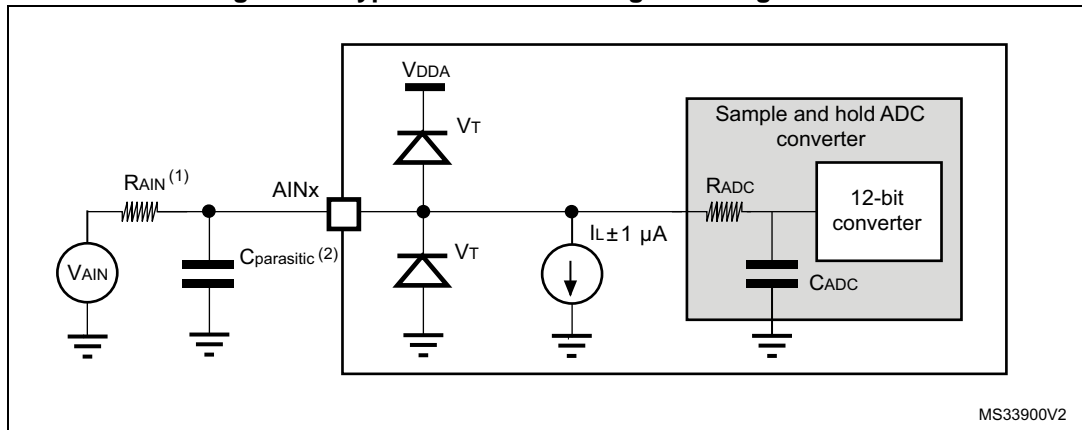 VDDA
Sample and hold ADC
converter
VT
RAIN (1)
AINx
RADC
12-bit
converter
IL±1 µA
VAIN
Cparasitic (2)
VT
CADC
MS33900V2